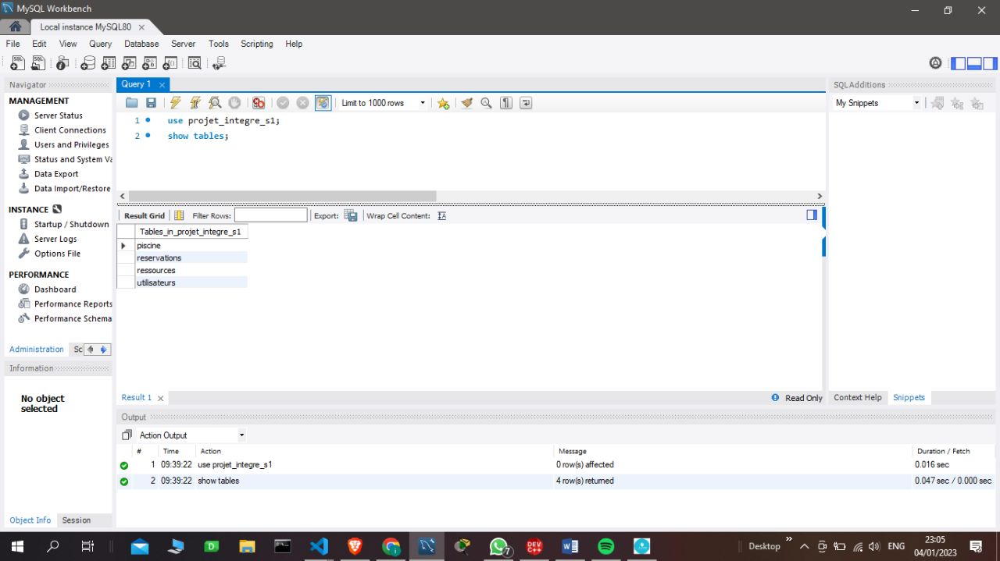 MySQL Workbench
Local instance MySQL80
File Edit View Query Database Server Tools Scripting Help
Navigator
MANAGEMENT
Server Status
Client Connections
Users and Privileges
Status and System Va
Data Export
Data Import/Restore
INSTANCE
Startup / Shutdown
Server Logs
Options File
PERFORMANCE
Dashboard
Performance Reports
Performance Schema
Administration Sc
Information
No object
selected
Object Info Session
Query 1
Limit to 1000 rows
1 use projet_integre_s1;
2 show tables;
Result Grid Filter Rows: Export: Wrap Cell Content:
Tables_in_projet_integre_s1
piscine
reservations
ressources
utilisateurs
Result 1 Read Only
Output
Action Output
# Time Action Message Duration / Fetch
1 09:39:22 use projet_integre_s1 0 row(s) affected 0.016 sec
2 09:39:22 show tables 4 row(s) returned 0.047 sec / 0.000 sec
SQLAdditions
My Snippets
Context Help Snippets
Desktop ENG 23:05
04/01/2023